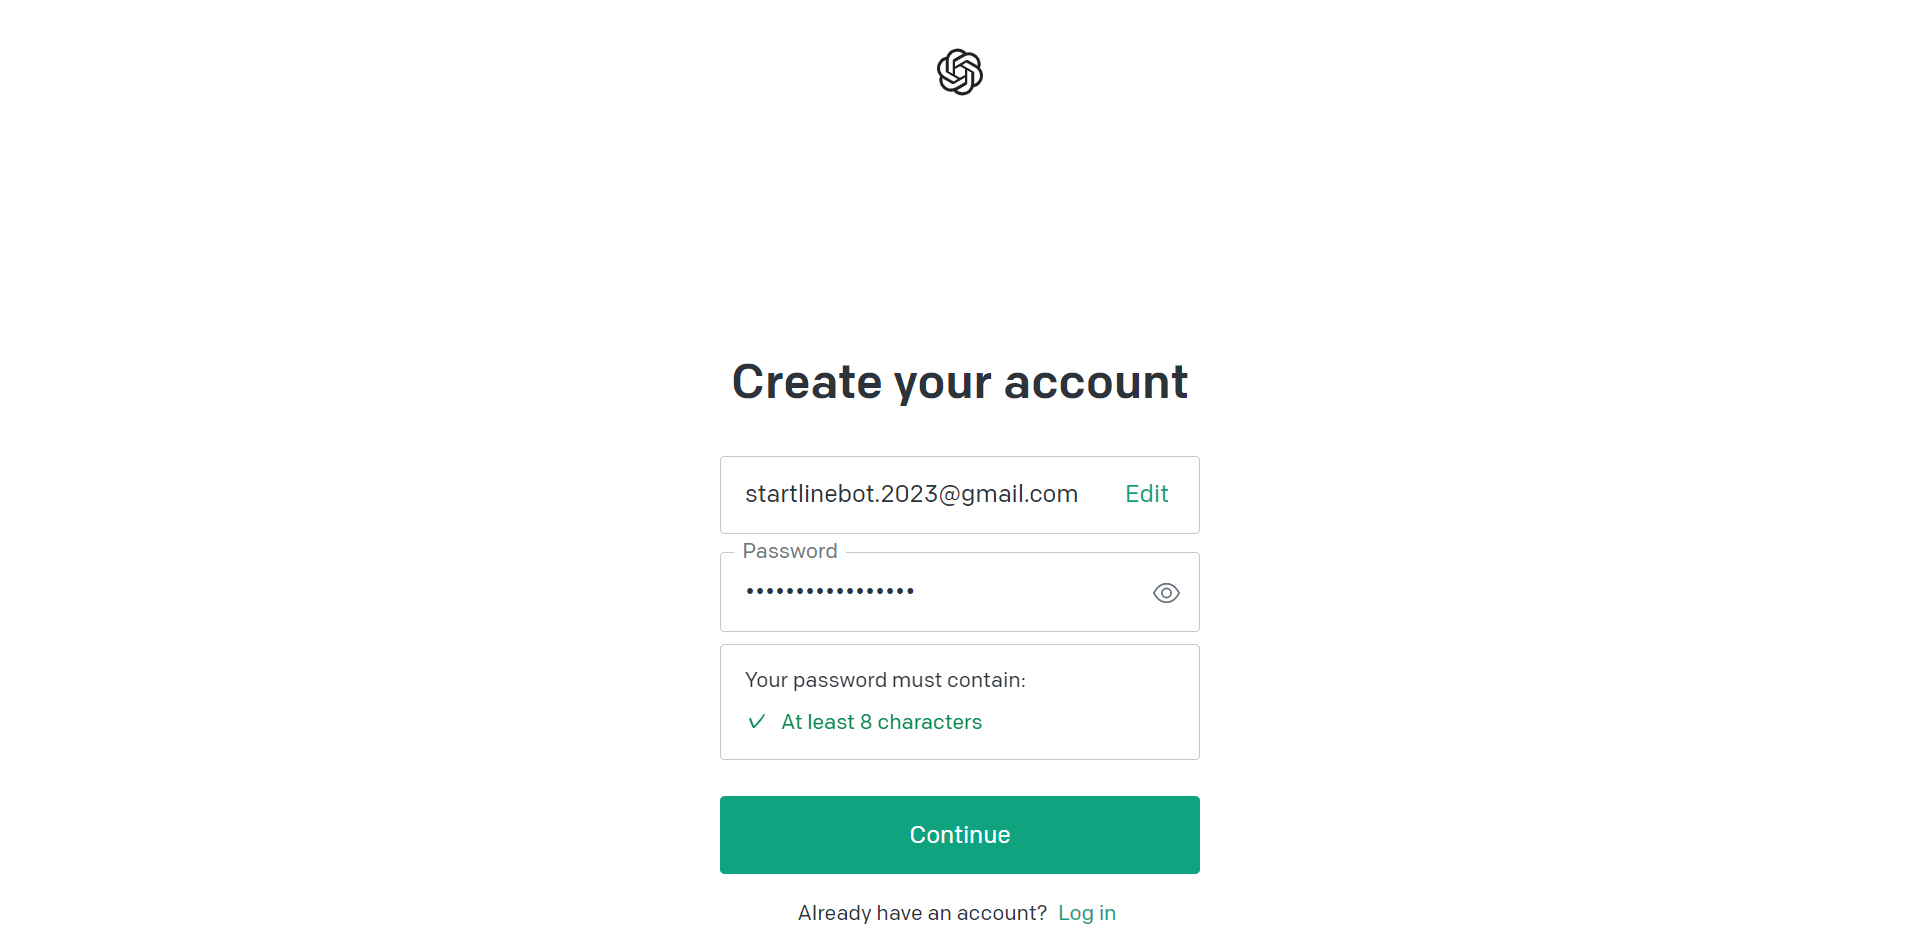 Create your account
startlinebot.2023@gmail.com Edit
Password
•••••••••••••••••
Your password must contain:
✓ At least 8 characters
Continue
Already have an account? Log in